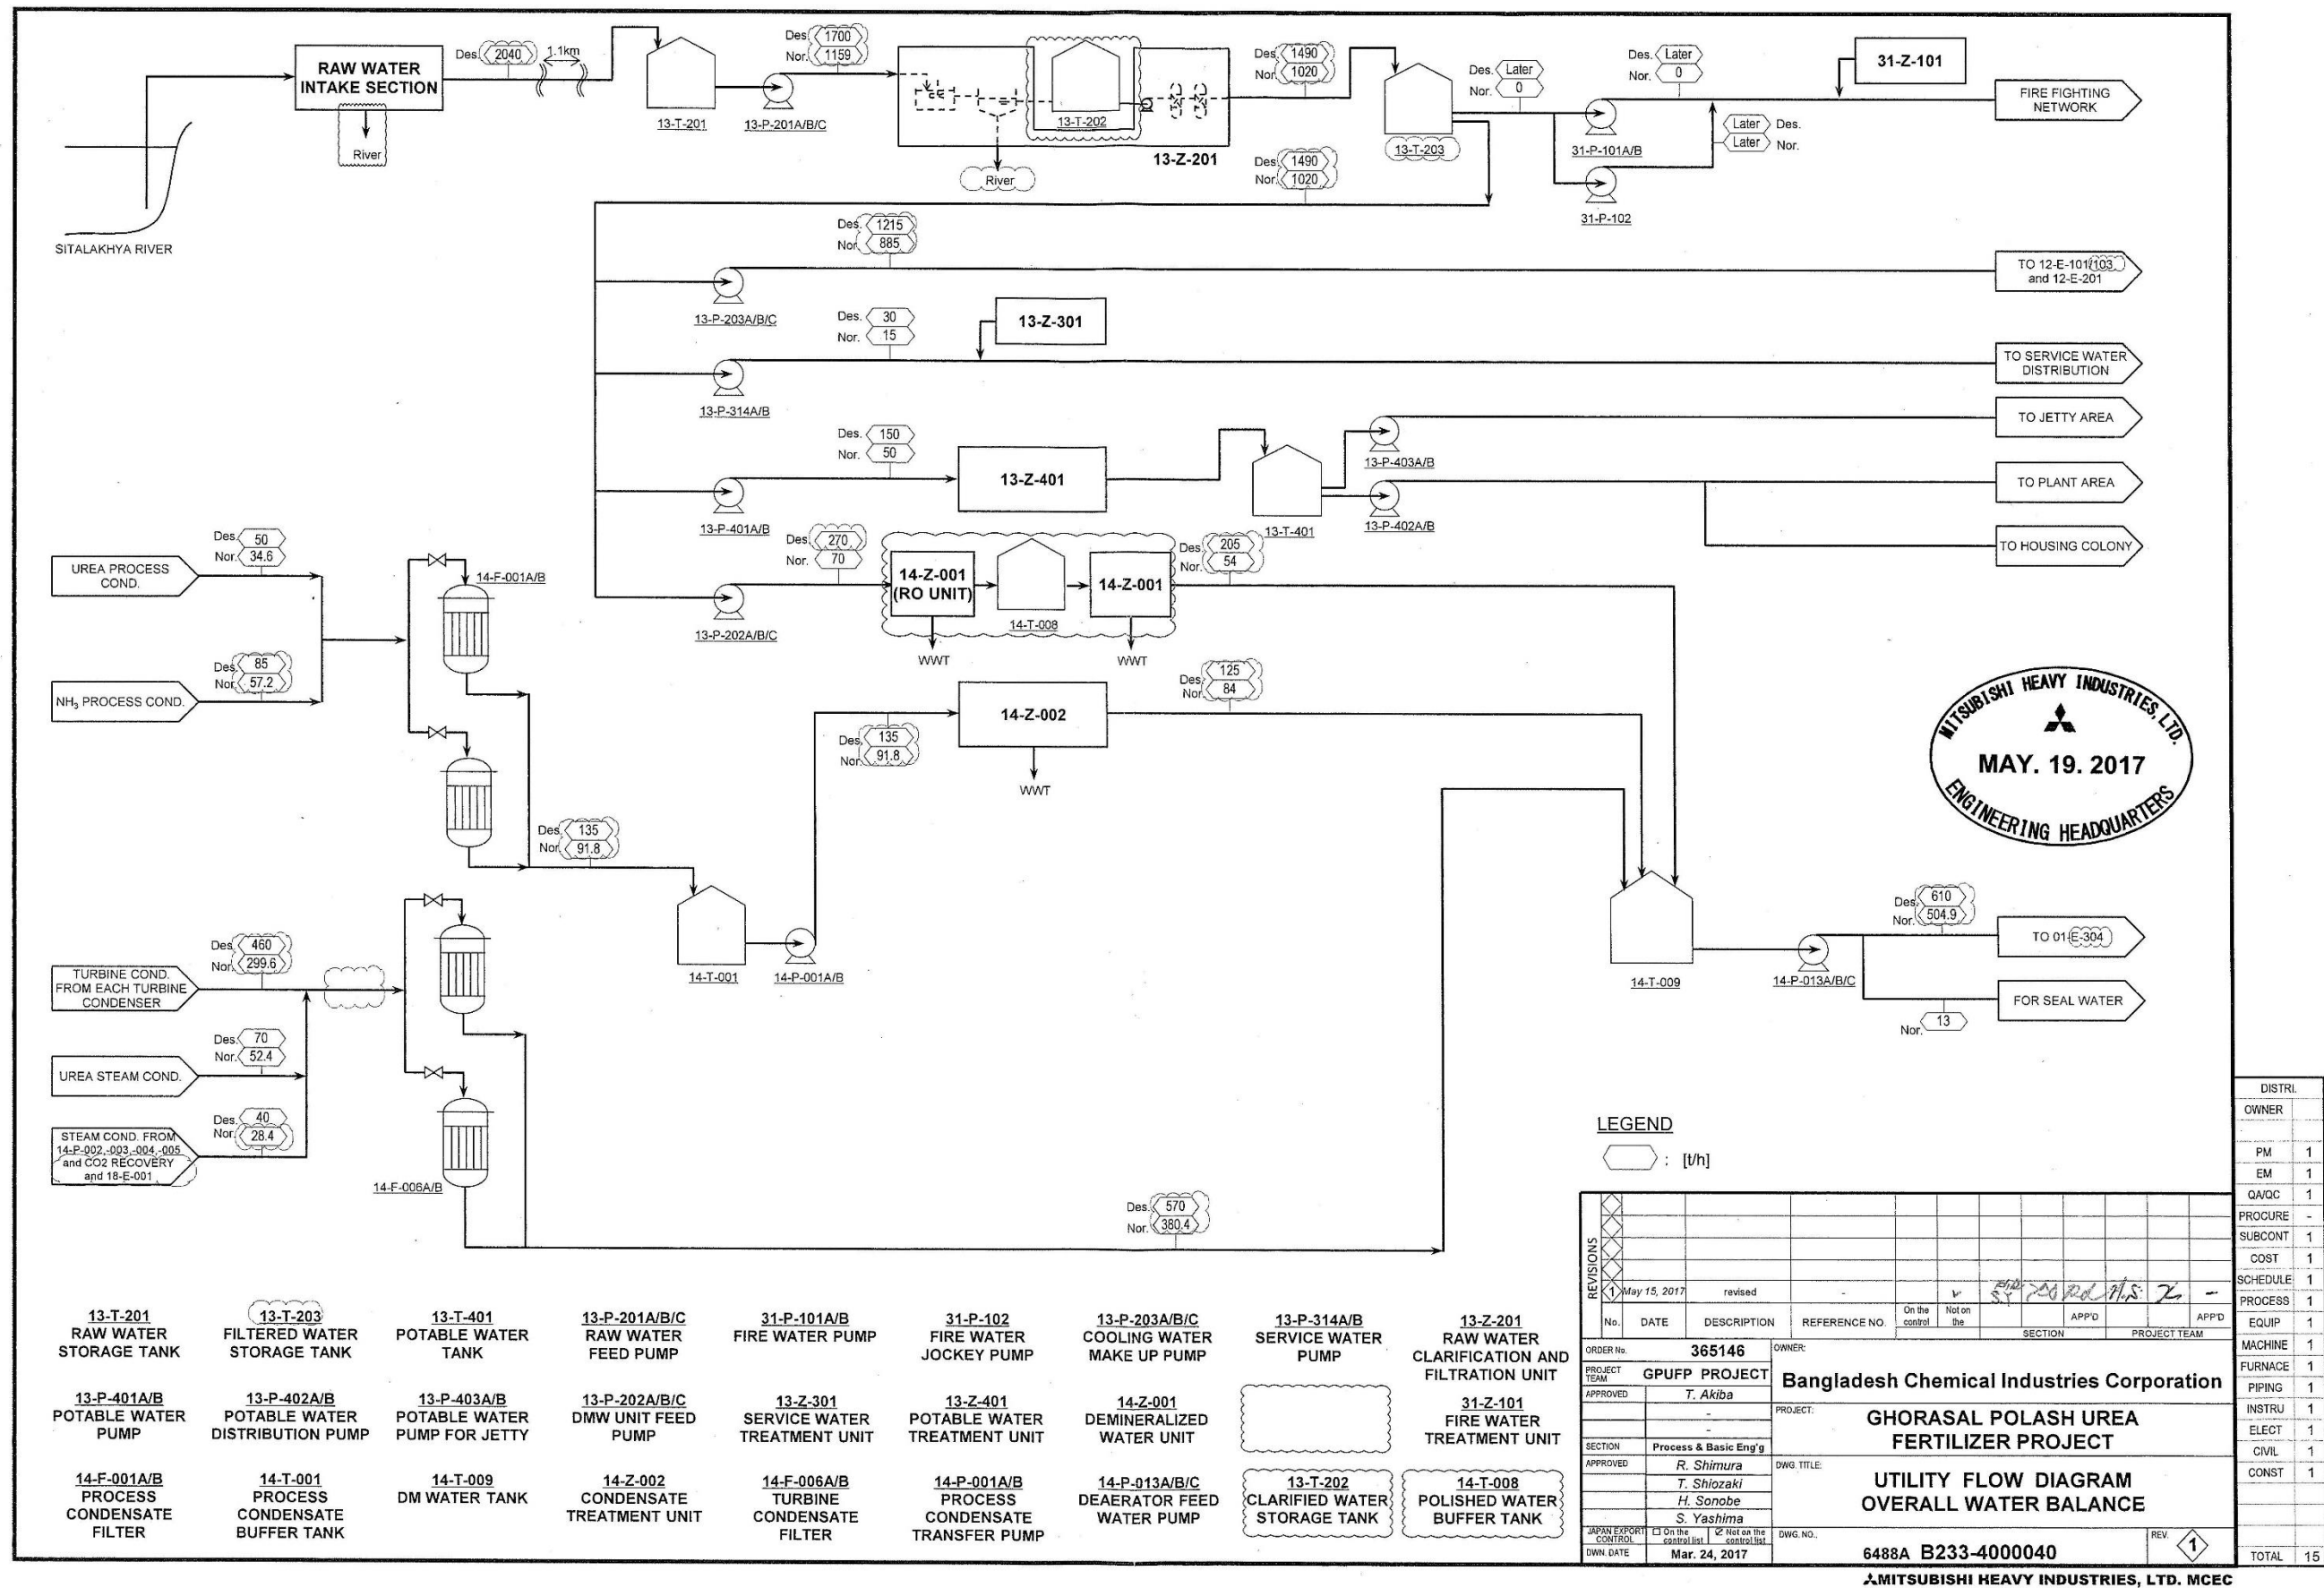 RAW WATER
INTAKE SECTION
Des. 2040
1.1km
River
SITALAKHYA RIVER
13-T-201
Des. 1700
Nor. 1159
13-P-201A/B/C
13-T-202
River
13-Z-201
Des. 1490
Nor. 1020
Des. 1490
Nor. 1020
13-T-203
Des. Later
Nor. 0
31-P-101A/B
31-P-102
Des. Later
Nor. 0
Later Des.
Later Nor.
31-Z-101
FIRE FIGHTING
NETWORK
Des. 1215
Nor. 885
13-P-203A/B/C
TO 12-E-101/103
and 12-E-201
Des. 30
Nor. 15
13-Z-301
13-P-314A/B
TO SERVICE WATER
DISTRIBUTION
Des. 150
Nor. 50
13-P-401A/B
13-Z-401
13-T-401
13-P-403A/B
13-P-402A/B
TO JETTY AREA
TO PLANT AREA
TO HOUSING COLONY
Des. 270
Nor. 70
13-P-202A/B/C
14-Z-001
(RO UNIT)
14-T-008
14-Z-001
WWT
WWT
Des. 205
Nor. 54
UREA PROCESS
COND.
Des. 50
Nor. 34.6
NH3 PROCESS COND.
Des. 85
Nor. 57.2
14-F-001A/B
Des. 135
Nor. 91.8
14-T-001
14-P-001A/B
Des. 135
Nor. 91.8
14-Z-002
WWT
Des. 125
Nor. 84
TURBINE COND.
FROM EACH TURBINE
CONDENSER
Des. 460
Nor. 299.6
UREA STEAM COND.
Des. 70
Nor. 52.4
STEAM COND. FROM
14-P-002,-003,-004,-005
and CO2 RECOVERY
and 18-E-001
Des. 40
Nor. 28.4
14-F-006A/B
Des. 570
Nor. 380.4
14-T-009
14-P-013A/B/C
Des. 610
Nor. 504.9
TO 01-E-304
FOR SEAL WATER
Nor. 13
MITSUBISHI HEAVY INDUSTRIES, LTD.
MAY. 19. 2017
ENGINEERING HEADQUARTERS
LEGEND
: [t/h]
13-T-201
RAW WATER
STORAGE TANK
13-T-203
FILTERED WATER
STORAGE TANK
13-T-401
POTABLE WATER
TANK
13-P-201A/B/C
RAW WATER
FEED PUMP
31-P-101A/B
FIRE WATER PUMP
31-P-102
FIRE WATER
JOCKEY PUMP
13-P-203A/B/C
COOLING WATER
MAKE UP PUMP
13-P-314A/B
SERVICE WATER
PUMP
13-Z-201
RAW WATER
CLARIFICATION AND
FILTRATION UNIT
13-P-401A/B
POTABLE WATER
PUMP
13-P-402A/B
POTABLE WATER
DISTRIBUTION PUMP
13-P-403A/B
POTABLE WATER
PUMP FOR JETTY
13-P-202A/B/C
DMW UNIT FEED
PUMP
13-Z-301
SERVICE WATER
TREATMENT UNIT
13-Z-401
POTABLE WATER
TREATMENT UNIT
14-Z-001
DEMINERALIZED
WATER UNIT
31-Z-101
FIRE WATER
TREATMENT UNIT
14-F-001A/B
PROCESS
CONDENSATE
FILTER
14-T-001
PROCESS
CONDENSATE
BUFFER TANK
14-T-009
DM WATER TANK
14-Z-002
CONDENSATE
TREATMENT UNIT
14-F-006A/B
TURBINE
CONDENSATE
FILTER
14-P-001A/B
PROCESS
CONDENSATE
TRANSFER PUMP
14-P-013A/B/C
DEAERATOR FEED
WATER PUMP
13-T-202
CLARIFIED WATER
STORAGE TANK
14-T-008
POLISHED WATER
BUFFER TANK
REVISIONS
1 May 15, 2017 revised - -
No. DATE DESCRIPTION REFERENCE NO. On the control Not on the APP'D APP'D
SECTION PROJECT TEAM
ORDER No. 365146
PROJECT TEAM GPUFP PROJECT
APPROVED T. Akiba
-
-
SECTION Process & Basic Eng'g
APPROVED R. Shimura
T. Shiozaki
H. Sonobe
S. Yashima
JAPAN EXPORT CONTROL On the control list Not on the control list
DWN. DATE Mar. 24, 2017
OWNER:
Bangladesh Chemical Industries Corporation
PROJECT:
GHORASAL POLASH UREA
FERTILIZER PROJECT
DWG. TITLE:
UTILITY FLOW DIAGRAM
OVERALL WATER BALANCE
DWG. NO.
6488A B233-4000040
REV. 1
DISTRI.
OWNER
PM 1
EM 1
QA/QC 1
PROCURE -
SUBCONT 1
COST 1
SCHEDULE 1
PROCESS 1
EQUIP 1
MACHINE 1
FURNACE 1
PIPING 1
INSTRU 1
ELECT 1
CIVIL 1
CONST 1
TOTAL 15
MITSUBISHI HEAVY INDUSTRIES, LTD. MCEC